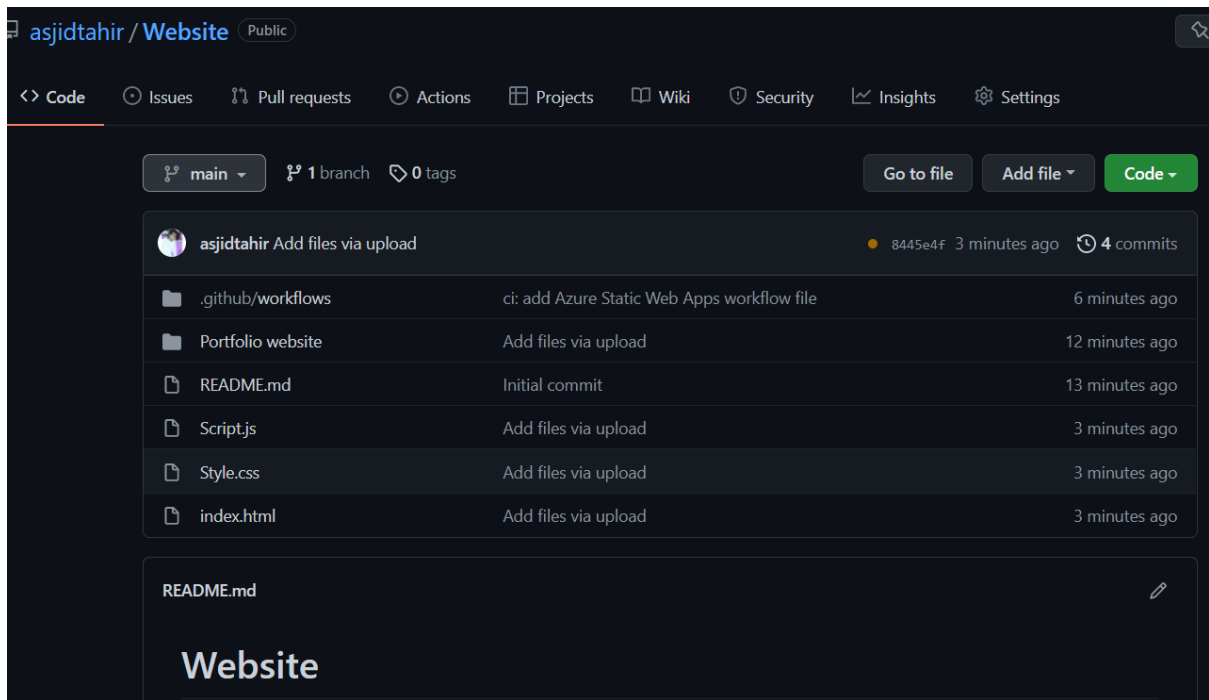 asjidtahir / Website Public
Code Issues Pull requests Actions Projects Wiki Security Insights Settings
main 1 branch 0 tags Go to file Add file Code
asjidtahir Add files via upload 8445e4f 3 minutes ago 4 commits
.github/workflows ci: add Azure Static Web Apps workflow file 6 minutes ago
Portfolio website Add files via upload 12 minutes ago
README.md Initial commit 13 minutes ago
Script.js Add files via upload 3 minutes ago
Style.css Add files via upload 3 minutes ago
index.html Add files via upload 3 minutes ago
README.md
Website